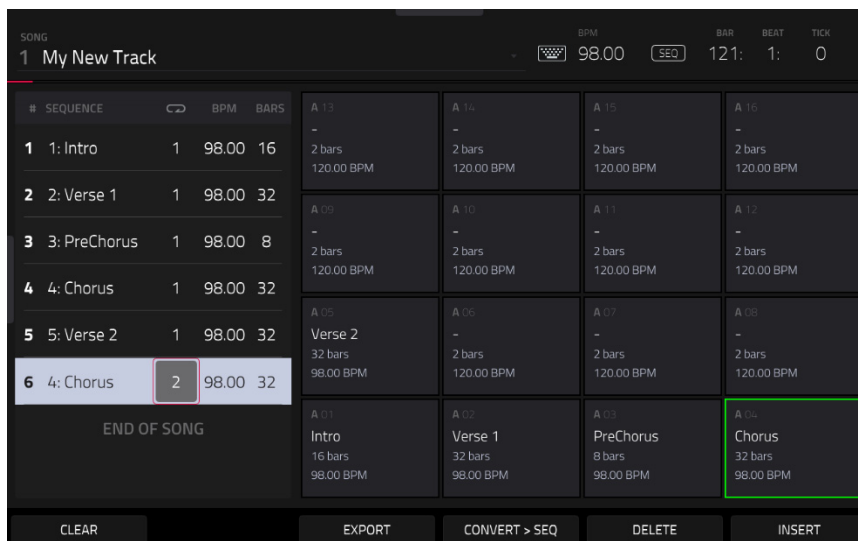 SONG
1 My New Track
BPM
98.00
SEQ
BAR BEAT TICK
121: 1: 0
# SEQUENCE BPM BARS
1 1: Intro 1 98.00 16
2 2: Verse 1 1 98.00 32
3 3: PreChorus 1 98.00 8
4 4: Chorus 1 98.00 32
5 5: Verse 2 1 98.00 32
6 4: Chorus 2 98.00 32
END OF SONG
A 13
-
2 bars
120.00 BPM
A 14
-
2 bars
120.00 BPM
A 15
-
2 bars
120.00 BPM
A 16
-
2 bars
120.00 BPM
A 09
-
2 bars
120.00 BPM
A 10
-
2 bars
120.00 BPM
A 11
-
2 bars
120.00 BPM
A 12
-
2 bars
120.00 BPM
A 05
Verse 2
32 bars
98.00 BPM
A 06
-
2 bars
120.00 BPM
A 07
-
2 bars
120.00 BPM
A 08
-
2 bars
120.00 BPM
A 01
Intro
16 bars
98.00 BPM
A 02
Verse 1
32 bars
98.00 BPM
A 03
PreChorus
8 bars
98.00 BPM
A 04
Chorus
32 bars
98.00 BPM
CLEAR EXPORT CONVERT > SEQ DELETE INSERT